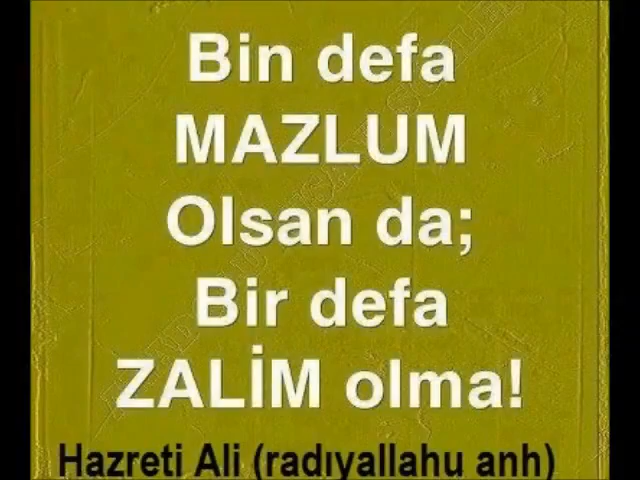 Bin defa
MAZLUM
Olsan da;
Bir defa
ZALİM olma!
Hazreti Ali (radıyallahu anh)